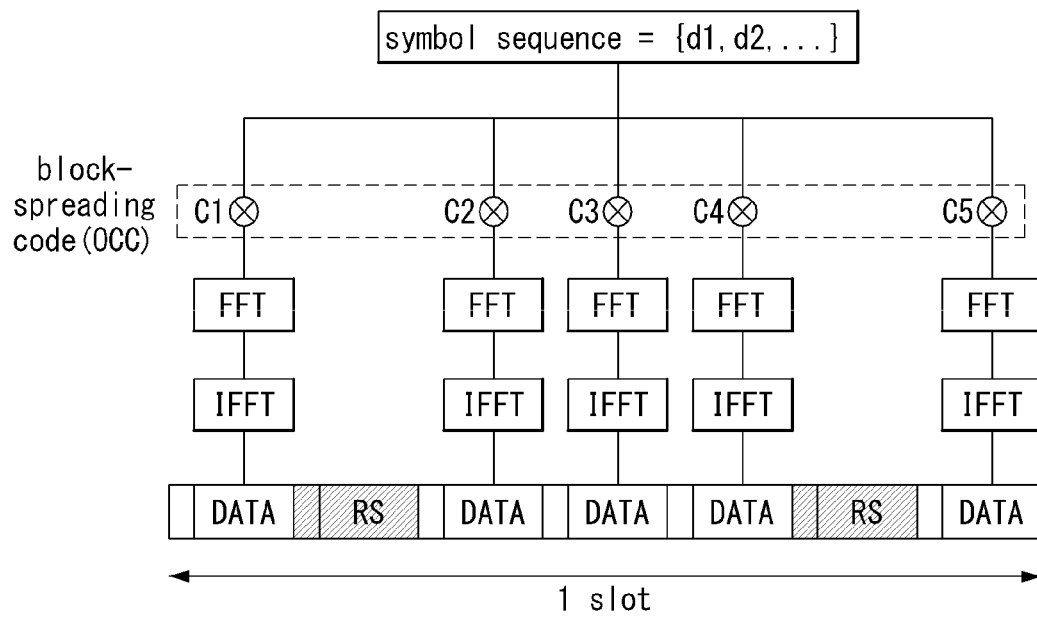 symbol sequence = {d1,d2,...}
block-
spreading
code(OCC)
C1 C2 C3 C4 C5
FFT FFT FFT FFT FFT
IFFT IFFT IFFT IFFT IFFT
DATA RS DATA DATA DATA RS DATA
1 slot